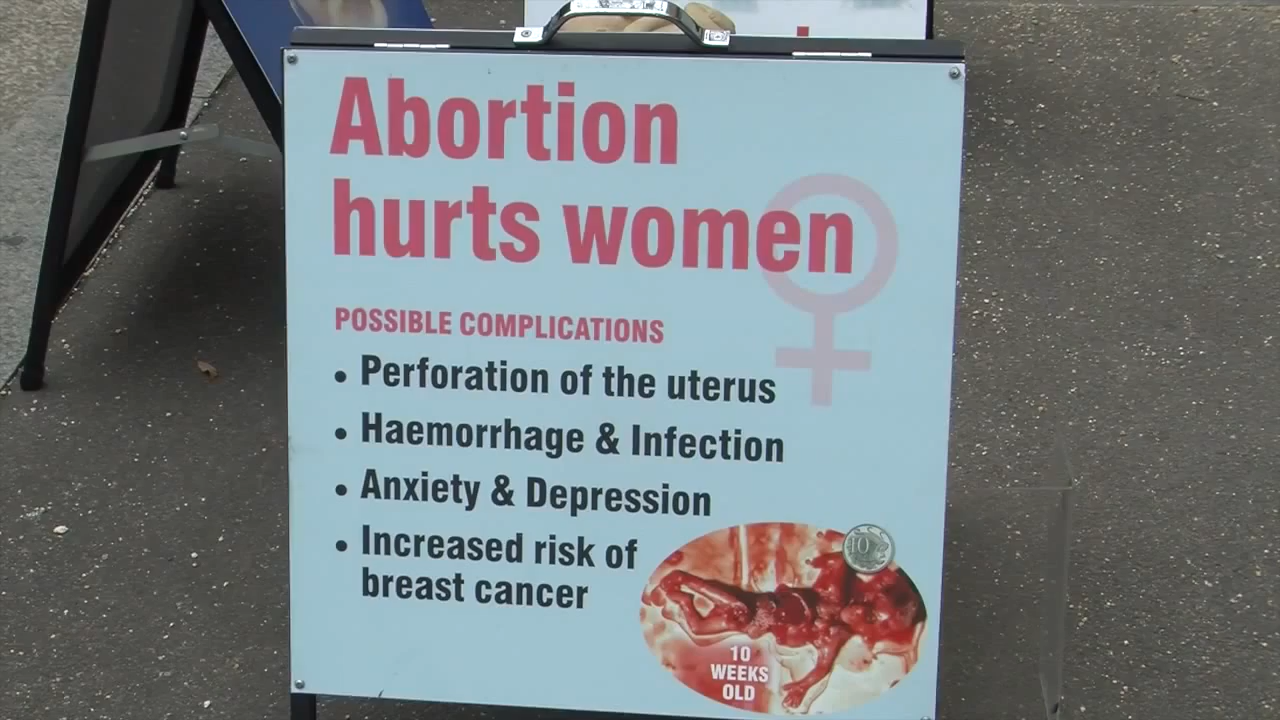 Abortion
hurts women
POSSIBLE COMPLICATIONS
• Perforation of the uterus
• Haemorrhage & Infection
• Anxiety & Depression
• Increased risk of
breast cancer
10
10
WEEKS
OLD